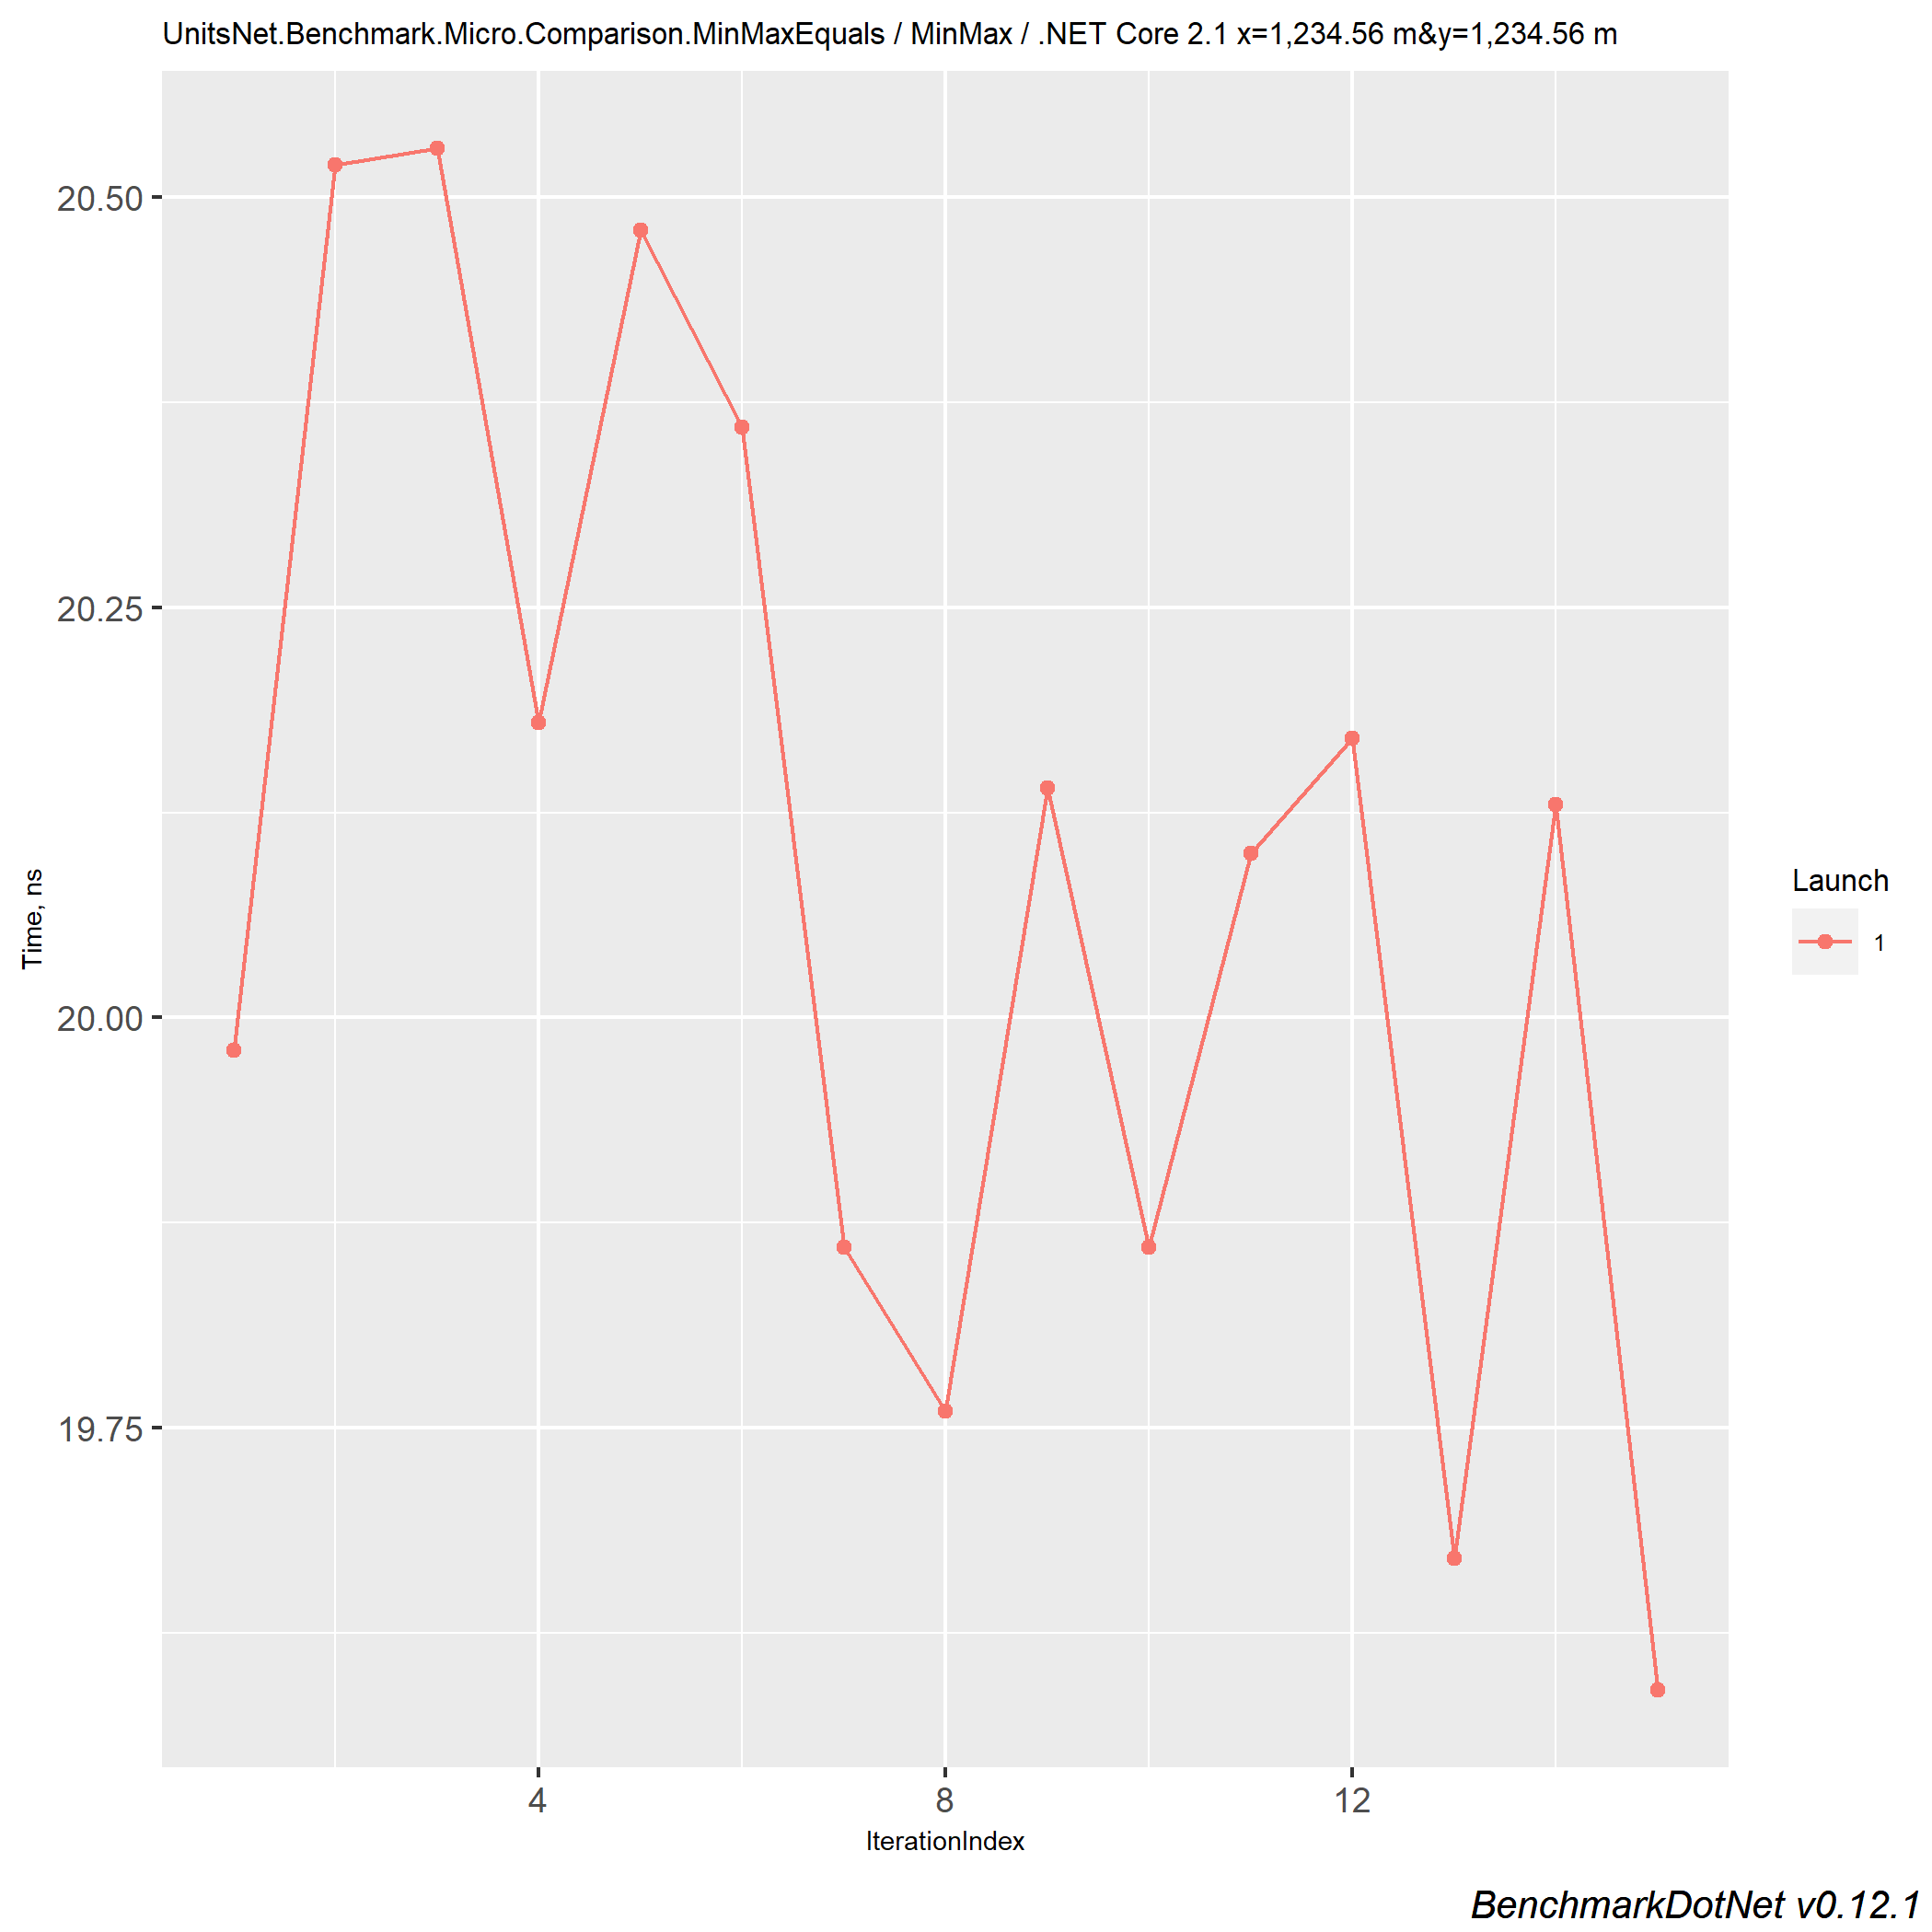 UnitsNet.Benchmark.Micro.Comparison.MinMaxEquals / MinMax / .NET Core 2.1 x=1,234.56 m&y=1,234.56 m
20.50
20.25
20.00
19.75
Time, ns
4
8
12
IterationIndex
Launch
1
BenchmarkDotNet v0.12.1